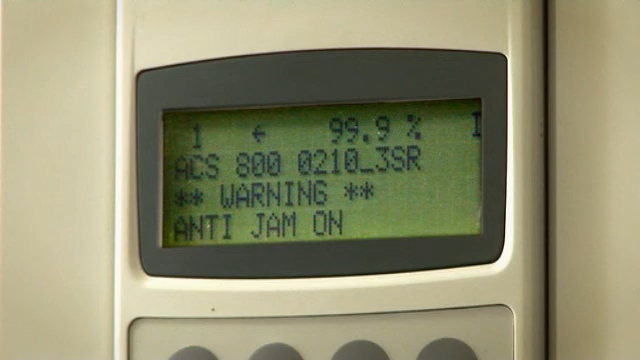 1 ← 99.9 % I
ACS 800 0210_3SR
** WARNING **
ANTI JAM ON